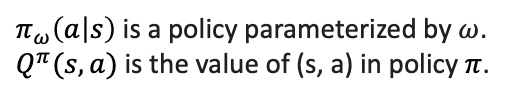 π_ω(a|s) is a policy parameterized by ω.
Q^π(s, a) is the value of (s, a) in policy π.